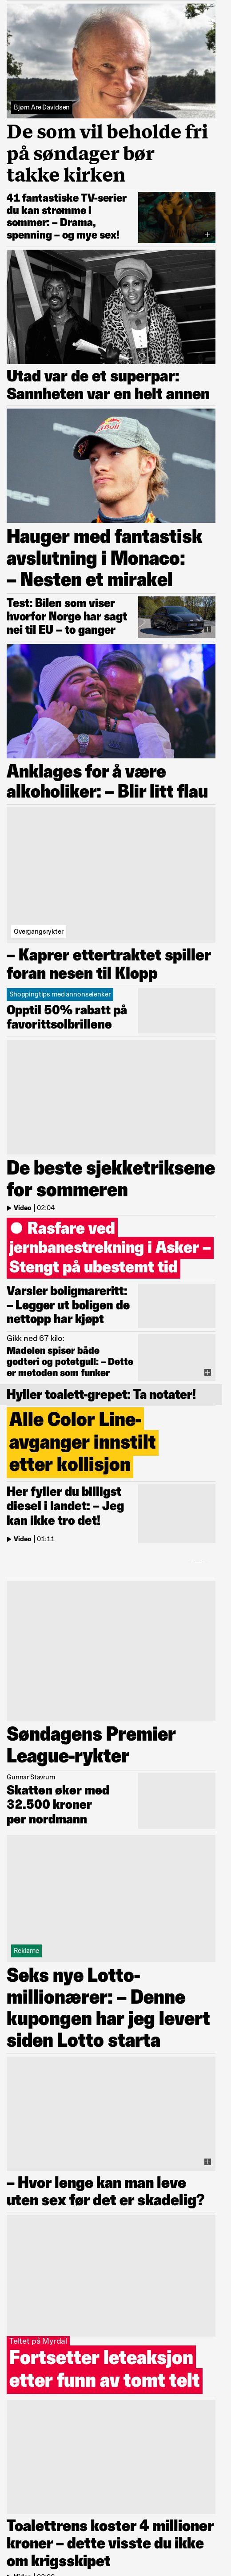 Bjørn Are Davidsen
De som vil beholde fri
på søndager bør
takke kirken
41 fantastiske TV-serier
du kan strømme i
sommer: – Drama,
spenning – og mye sex!
Utad var de et superpar:
Sannheten var en helt annen
Hauger med fantastisk
avslutning i Monaco:
– Nesten et mirakel
Test: Bilen som viser
hvorfor Norge har sagt
nei til EU – to ganger
Anklages for å være
alkoholiker: – Blir litt flau
Overgangsrykter
– Kaprer ettertraktet spiller
foran nesen til Klopp
Shoppingtips med annonselenker
Opptil 50% rabatt på
favorittsolbrillene
De beste sjekketriksene
for sommeren
Video | 02:04
Rasfare ved
jernbanestrekning i Asker –
Stengt på ubestemt tid
Varsler boligmareritt:
– Legger ut boligen de
nettopp har kjøpt
Gikk ned 67 kilo:
Madelen spiser både
godteri og potetgull: – Dette
er metoden som funker
Hyller toalett-grepet: Ta notater!
Alle Color Line-
avganger innstilt
etter kollisjon
Her fyller du billigst
diesel i landet: – Jeg
kan ikke tro det!
Video | 01:11
Søndagens Premier
League-rykter
Gunnar Stavrum
Skatten øker med
32.500 kroner
per nordmann
Reklame
Seks nye Lotto-
millionærer: – Denne
kupongen har jeg levert
siden Lotto starta
– Hvor lenge kan man leve
uten sex før det er skadelig?
Teltet på Myrdal
Fortsetter leteaksjon
etter funn av tomt telt
Toalettrens koster 4 millioner
kroner – dette visste du ikke
om krigsskipet